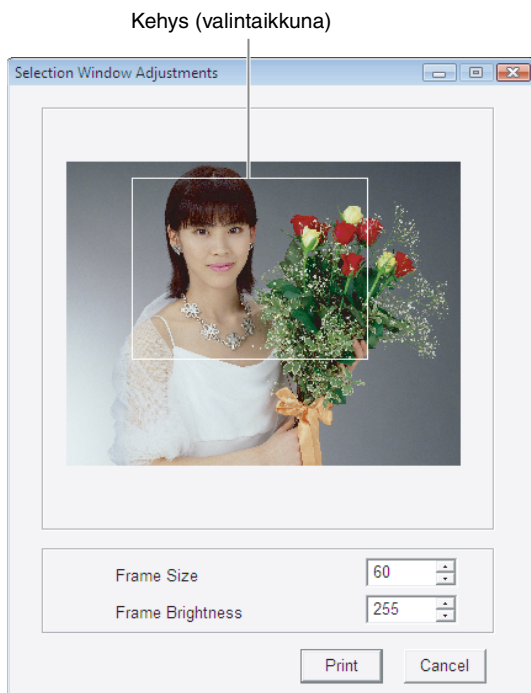 Kehys (valintaikkuna)
Selection Window Adjustments
Frame Size
60
Frame Brightness
255
Print
Cancel